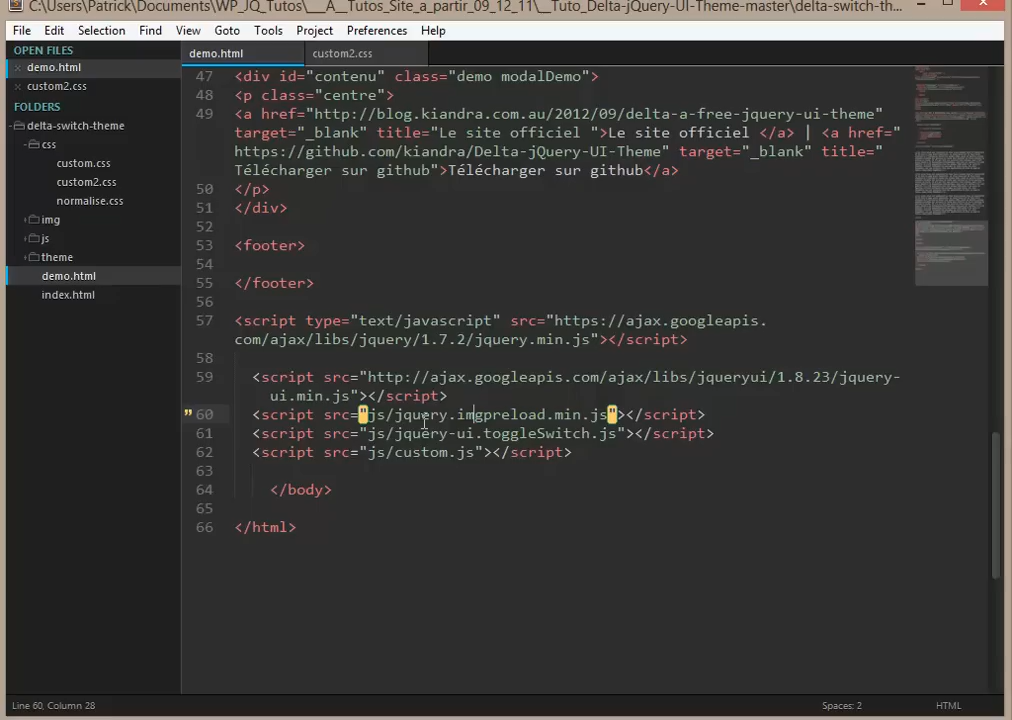 C:\Users\Patrick\Documents\WP_JQ_Tutos\___A__Tutos_Site_a_partir_09_12_11\__Tuto_Delta-jQuery-UI-Theme-master\delta-switch-th...
File Edit Selection Find View Goto Tools Project Preferences Help
OPEN FILES
demo.html
custom2.css
FOLDERS
delta-switch-theme
css
custom.css
custom2.css
normalise.css
img
js
theme
demo.html
index.html
demo.html custom2.css
47 <div id="contenu" class="demo modalDemo">
48 <p class="centre">
49 <a href="http://blog.kiandra.com.au/2012/09/delta-a-free-jquery-ui-theme"
target="_blank" title="Le site officiel ">Le site officiel </a> | <a href="
https://github.com/kiandra/Delta-jQuery-UI-Theme" target="_blank" title="
Télécharger sur github">Télécharger sur github</a>
50 </p>
51 </div>
52
53 <footer>
54
55 </footer>
56
57 <script type="text/javascript" src="https://ajax.googleapis.
com/ajax/libs/jquery/1.7.2/jquery.min.js"></script>
58
59 <script src="http://ajax.googleapis.com/ajax/libs/jqueryui/1.8.23/jquery-
ui.min.js"></script>
60 <script src="js/jquery.imgpreload.min.js"></script>
61 <script src="js/jquery-ui.toggleSwitch.js"></script>
62 <script src="js/custom.js"></script>
63
64 </body>
65
66 </html>
Line 60, Column 28 Spaces: 2 HTML